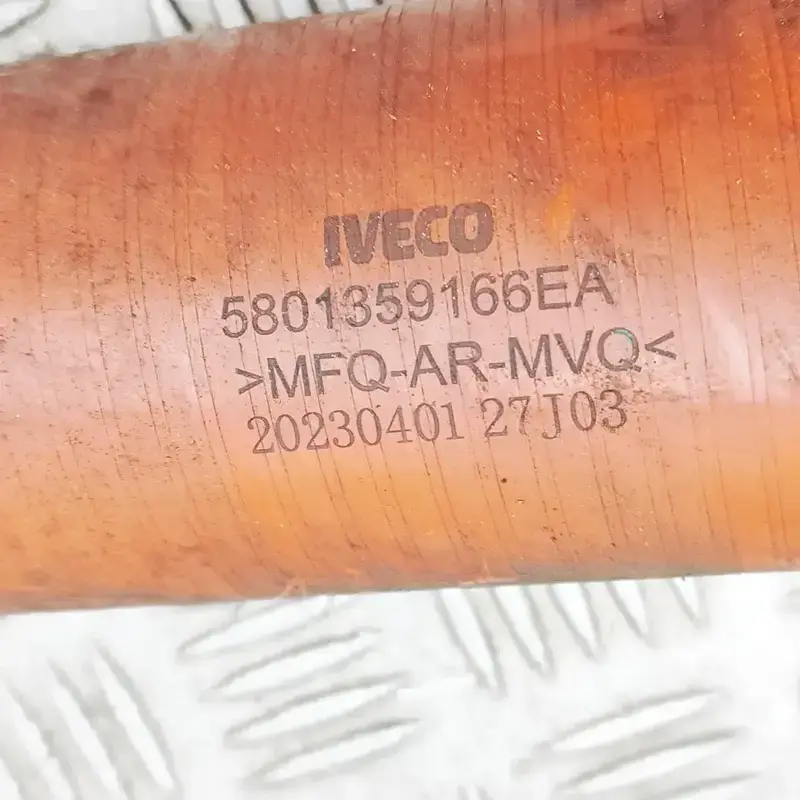 IVECO
5801359166EA
>MFQ-AR-MVQ<
20230401 27J03